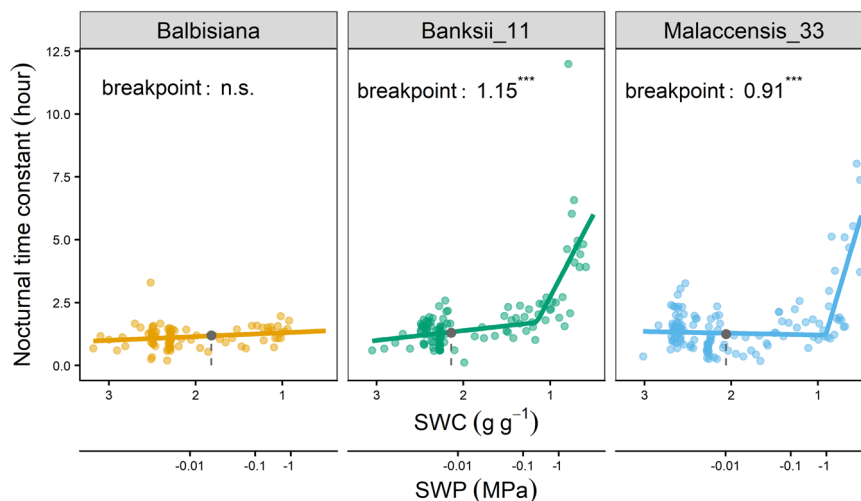 Balbisiana Banksii_11 Malaccensis_33
breakpoint: n.s. breakpoint: 1.15*** breakpoint: 0.91***
Nocturnal time constant (hour)
12.5
10.0
7.5
5.0
2.5
0.0
3 2 1 3 2 1 3 2 1
SWC (g g⁻¹)
-0.01 -0.1 -1 -0.01 -0.1 -1 -0.01 -0.1 -1
SWP (MPa)